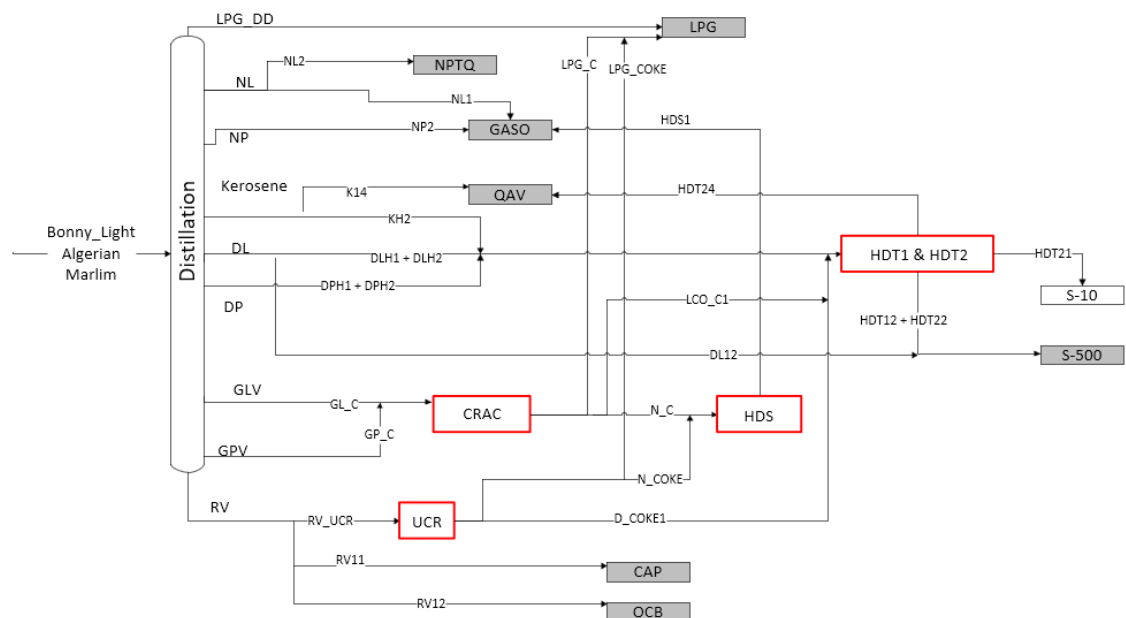 LPG_DD
LPG
NL2
NPTQ
LPG_C
LPG_COKE
NL
NL1
NP2
GASO
HDS1
NP
Kerosene
K14
QAV
HDT24
KH2
Distillation
Bonny_Light
Algerian
Marlim
DL
DLH1 + DLH2
HDT1 & HDT2
HDT21
DPH1 + DPH2
DP
LCO_C1
S-10
HDT12 + HDT22
DL12
S-500
GLV
GL_C
CRAC
N_C
HDS
GP_C
GPV
N_COKE
RV
RV_UCR
UCR
D_COKE1
RV11
CAP
RV12
OCB